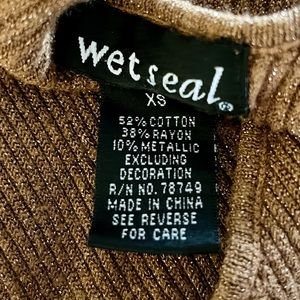 wetseal®
XS
52% COTTON
38% RAYON
10% METALLIC
EXCLUDING
DECORATION
R/N NO. 78749
MADE IN CHINA
SEE REVERSE
FOR CARE